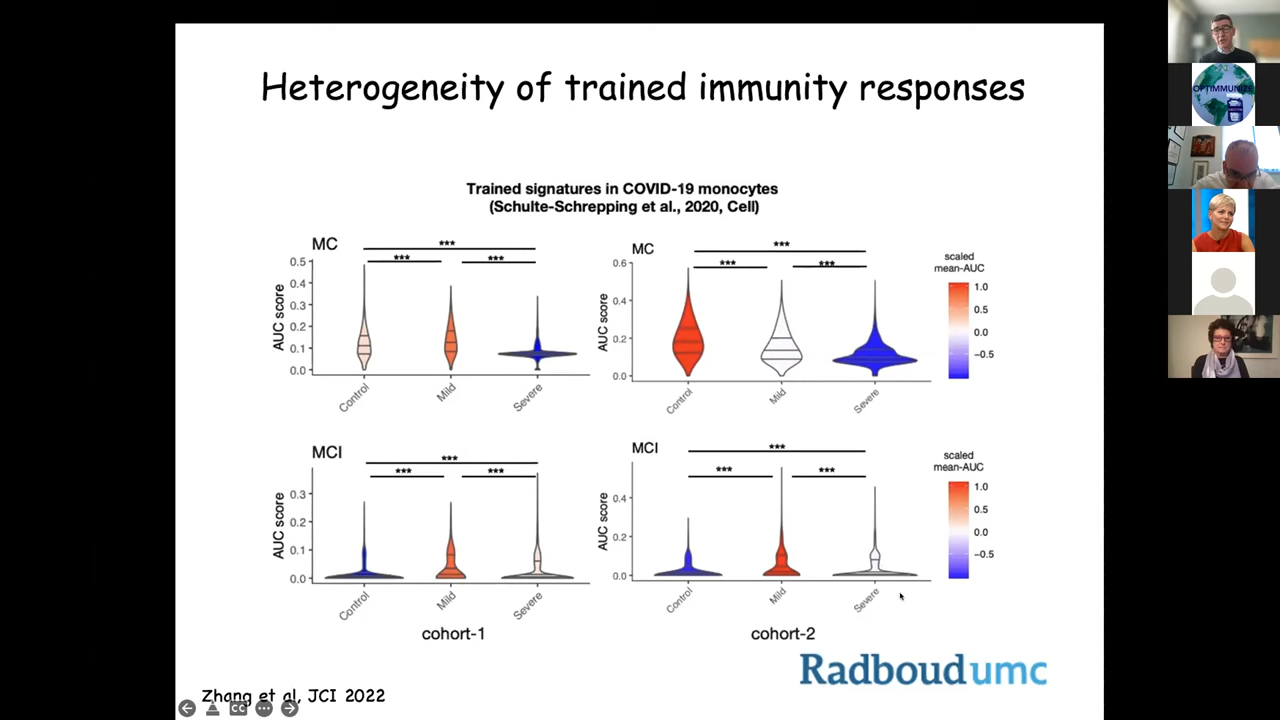 Heterogeneity of trained immunity responses
Trained signatures in COVID-19 monocytes
(Schulte-Schrepping et al., 2020, Cell)
MC
***
***
***
0.5
0.4
0.3
0.2
0.1
0.0
AUC score
Control
Mild
Severe
MC
***
***
***
0.6
0.4
0.2
0.0
AUC score
Control
Mild
Severe
scaled
mean-AUC
1.0
0.5
0.0
−0.5
MCI
***
***
***
0.3
0.2
0.1
0.0
AUC score
Control
Mild
Severe
cohort-1
MCI
***
***
***
0.4
0.2
0.0
AUC score
Control
Mild
Severe
cohort-2
scaled
mean-AUC
1.0
0.5
0.0
−0.5
Radboudumc
Zhang et al, JCI 2022
CC
OPTIMMUNIZE